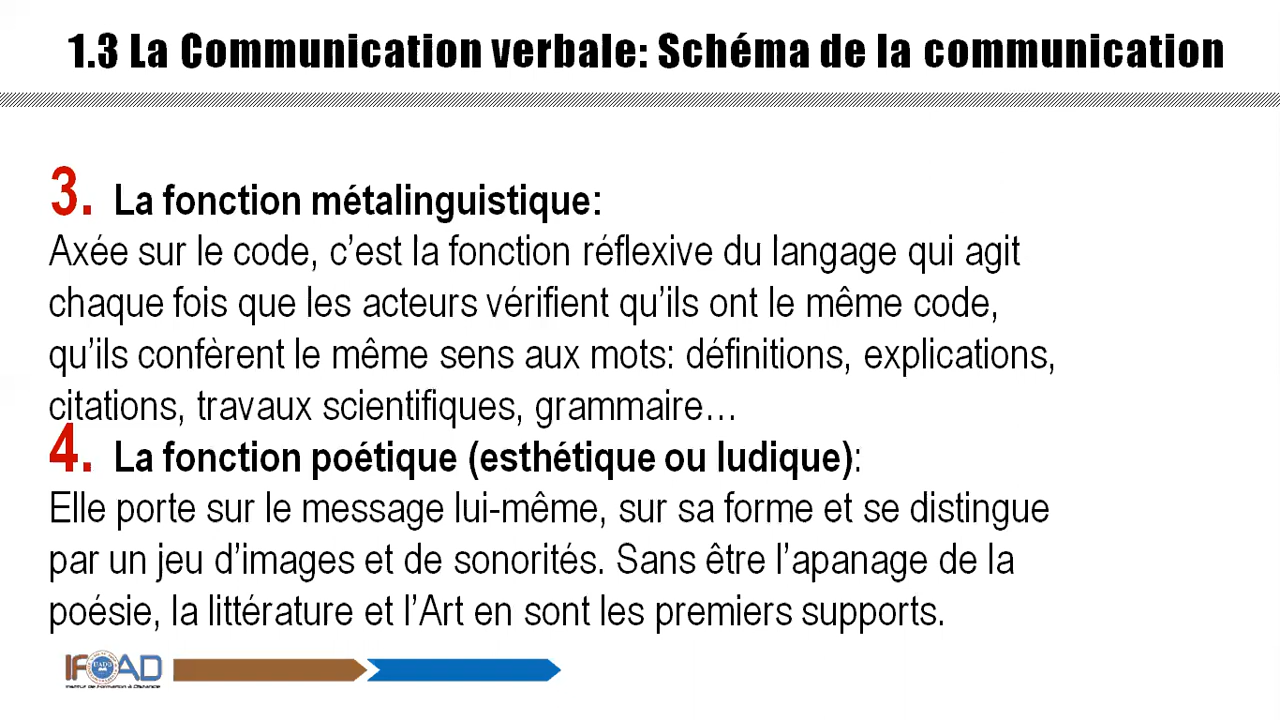 1.3 La Communication verbale: Schéma de la communication
3. La fonction métalinguistique:
Axée sur le code, c’est la fonction réflexive du langage qui agit
chaque fois que les acteurs vérifient qu’ils ont le même code,
qu’ils confèrent le même sens aux mots: définitions, explications,
citations, travaux scientifiques, grammaire…
4. La fonction poétique (esthétique ou ludique):
Elle porte sur le message lui-même, sur sa forme et se distingue
par un jeu d’images et de sonorités. Sans être l’apanage de la
poésie, la littérature et l’Art en sont les premiers supports.
IFOAD
Institut de Formation à Distance